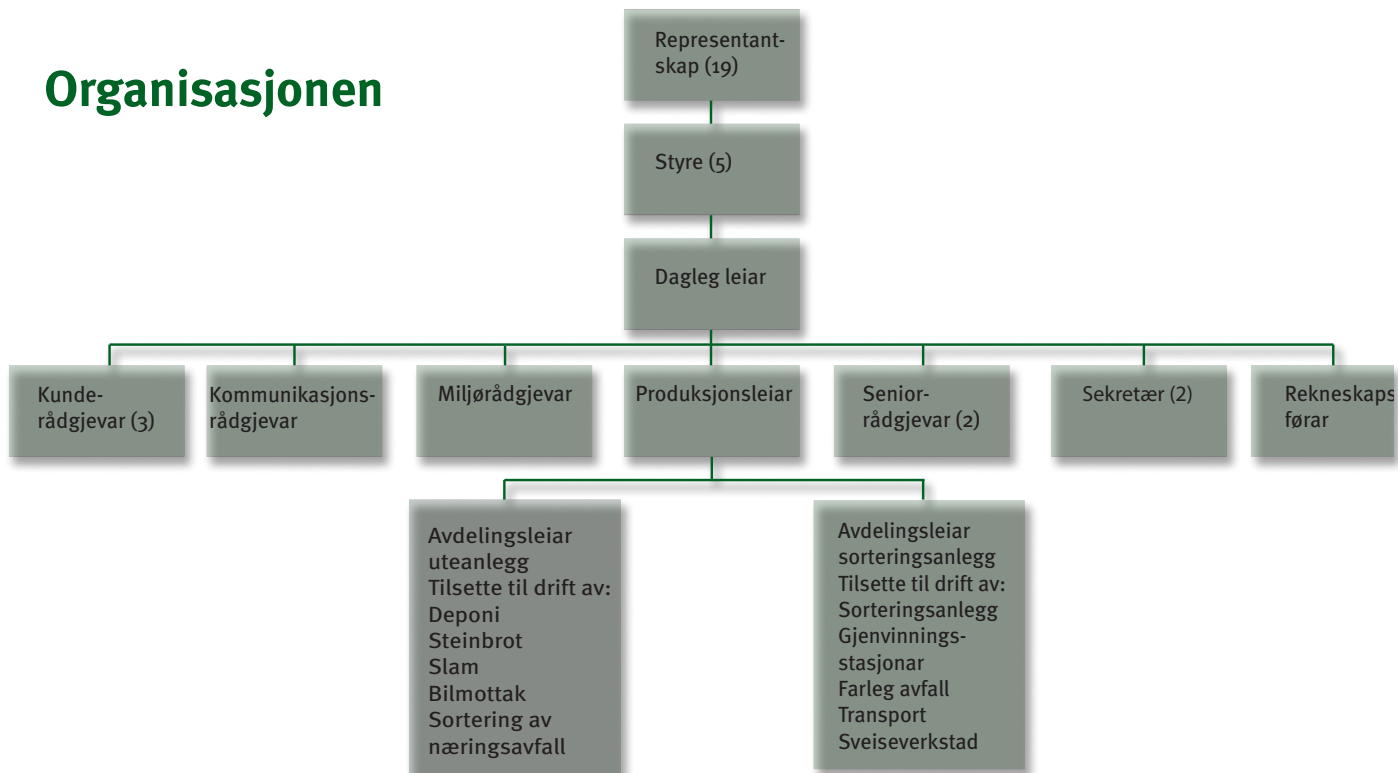 Organisasjonen
Representant-
skap (19)
Styre (5)
Dagleg leiar
Kunde-
rådgjevar (3)
Kommunikasjons-
rådgjevar
Miljørådgjevar
Produksjonsleiar
Senior-
rådgjevar (2)
Sekretær (2)
Rekneskaps
førar
Avdelingsleiar
uteanlegg
Tilsette til drift av:
Deponi
Steinbrot
Slam
Bilmottak
Sortering av
næringsavfall
Avdelingsleiar
sorteringsanlegg
Tilsette til drift av:
Sorteringsanlegg
Gjenvinnings-
stasjonar
Farleg avfall
Transport
Sveiseverkstad